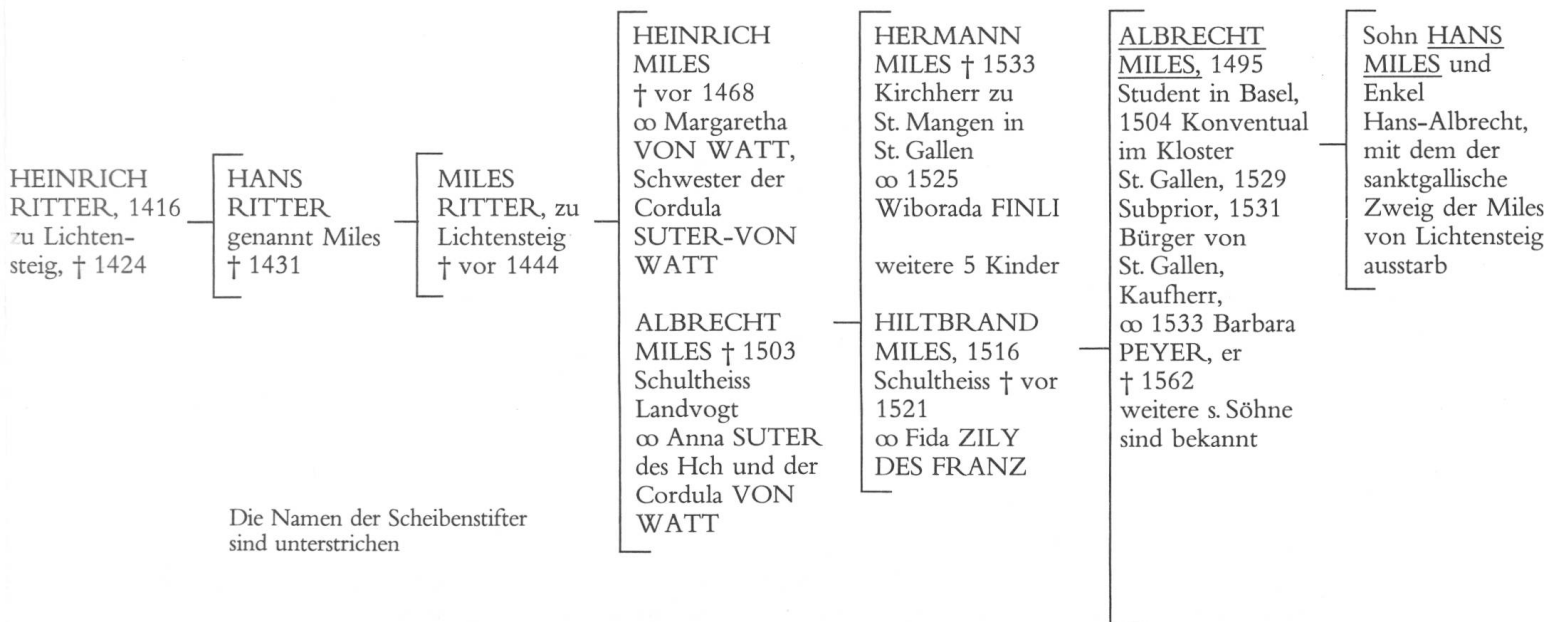 HEINRICH
RITTER, 1416
zu Lichten-
steig, † 1424
HANS
RITTER
genannt Miles
† 1431
MILES
RITTER, zu
Lichtensteig
† vor 1444
HEINRICH
MILES
† vor 1468
∞ Margaretha
VON WATT,
Schwester der
Cordula
SUTER-VON
WATT
ALBRECHT
MILES † 1503
Schultheiss
Landvogt
∞ Anna SUTER
des Hch und der
Cordula VON
WATT
HERMANN
MILES † 1533
Kirchherr zu
St. Mangen in
St. Gallen
∞ 1525
Wiborada FINLI
weitere 5 Kinder
HILTBRAND
MILES, 1516
Schultheiss † vor
1521
∞ Fida ZILY
DES FRANZ
ALBRECHT
MILES, 1495
Student in Basel,
1504 Konventual
im Kloster
St. Gallen, 1529
Subprior, 1531
Bürger von
St. Gallen,
Kaufherr,
∞ 1533 Barbara
PEYER, er
† 1562
weitere s. Söhne
sind bekannt
Sohn HANS
MILES und
Enkel
Hans-Albrecht,
mit dem der
sanktgallische
Zweig der Miles
von Lichtensteig
ausstarb
Die Namen der Scheibenstifter
sind unterstrichen